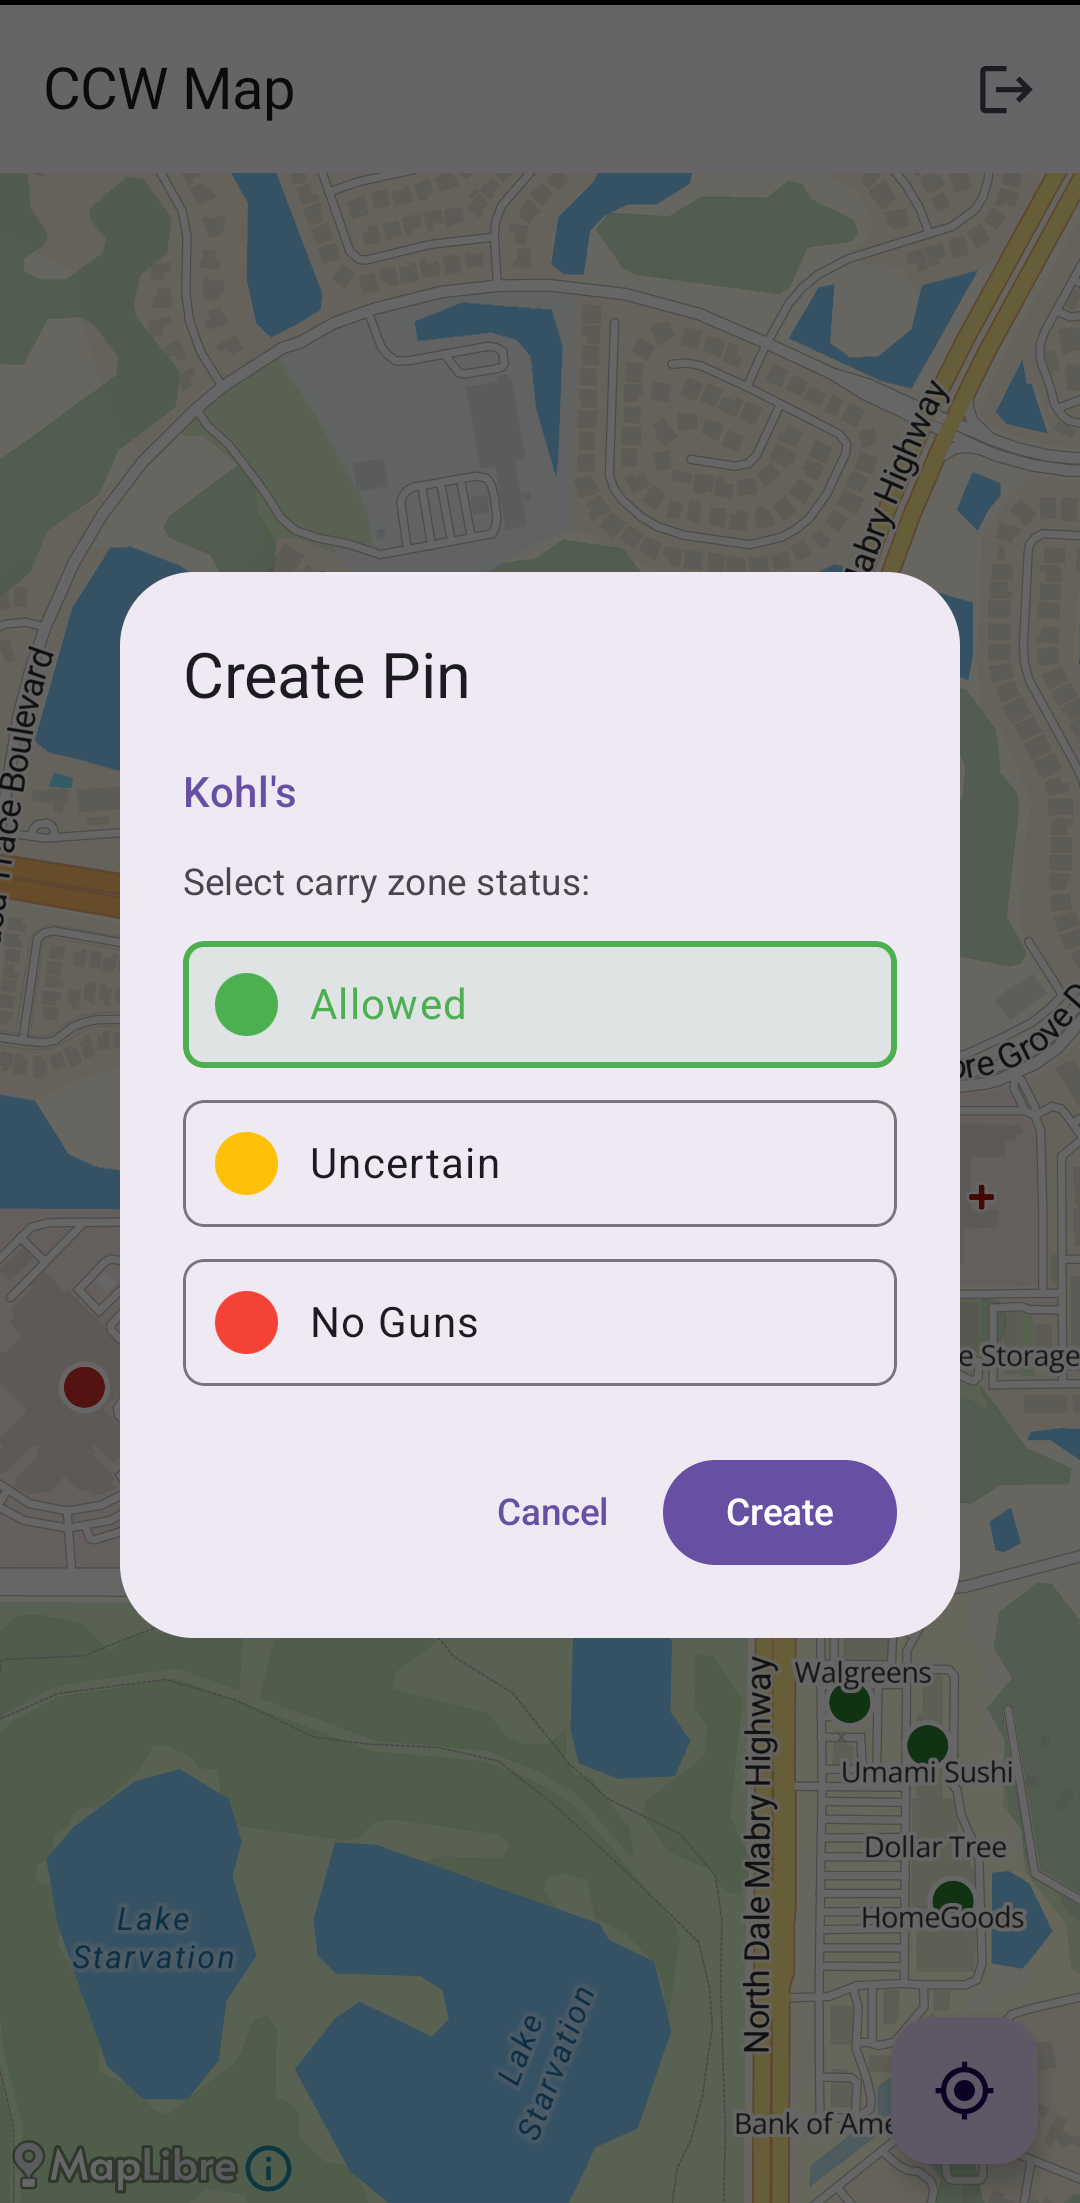 CCW Map
abry Highway
ace Boulevard
Create Pin
Kohl's
Select carry zone status:
Allowed
Uncertain
No Guns
Cancel
Create
re Grove D
e Storage
Walgreens
Umami Sushi
Dollar Tree
HomeGoods
North Dale Mabry Highway
Lake
Starvation
Lake
Starvation
Bank of Ame
MapLibre